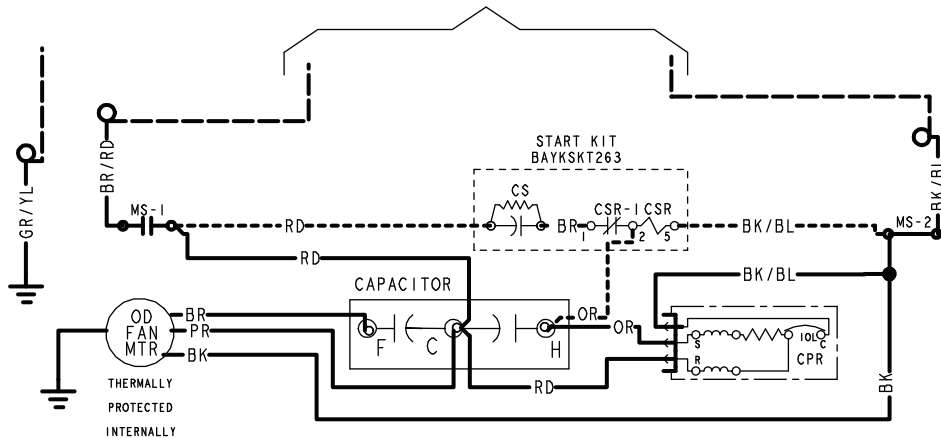 START KIT
BAYKSKT263
BR/RD
BK/BL
GR/YL
MS-1
CS
CSR-1 CSR
MS-2
RD
BR
1
2
5
BK/BL
RD
BK/BL
CAPACITOR
OD
FAN
MTR
BR
PR
BK
F
C
H
OR
OR
S
R
IOL
C
CPR
RD
BK
THERMALLY
PROTECTED
INTERNALLY